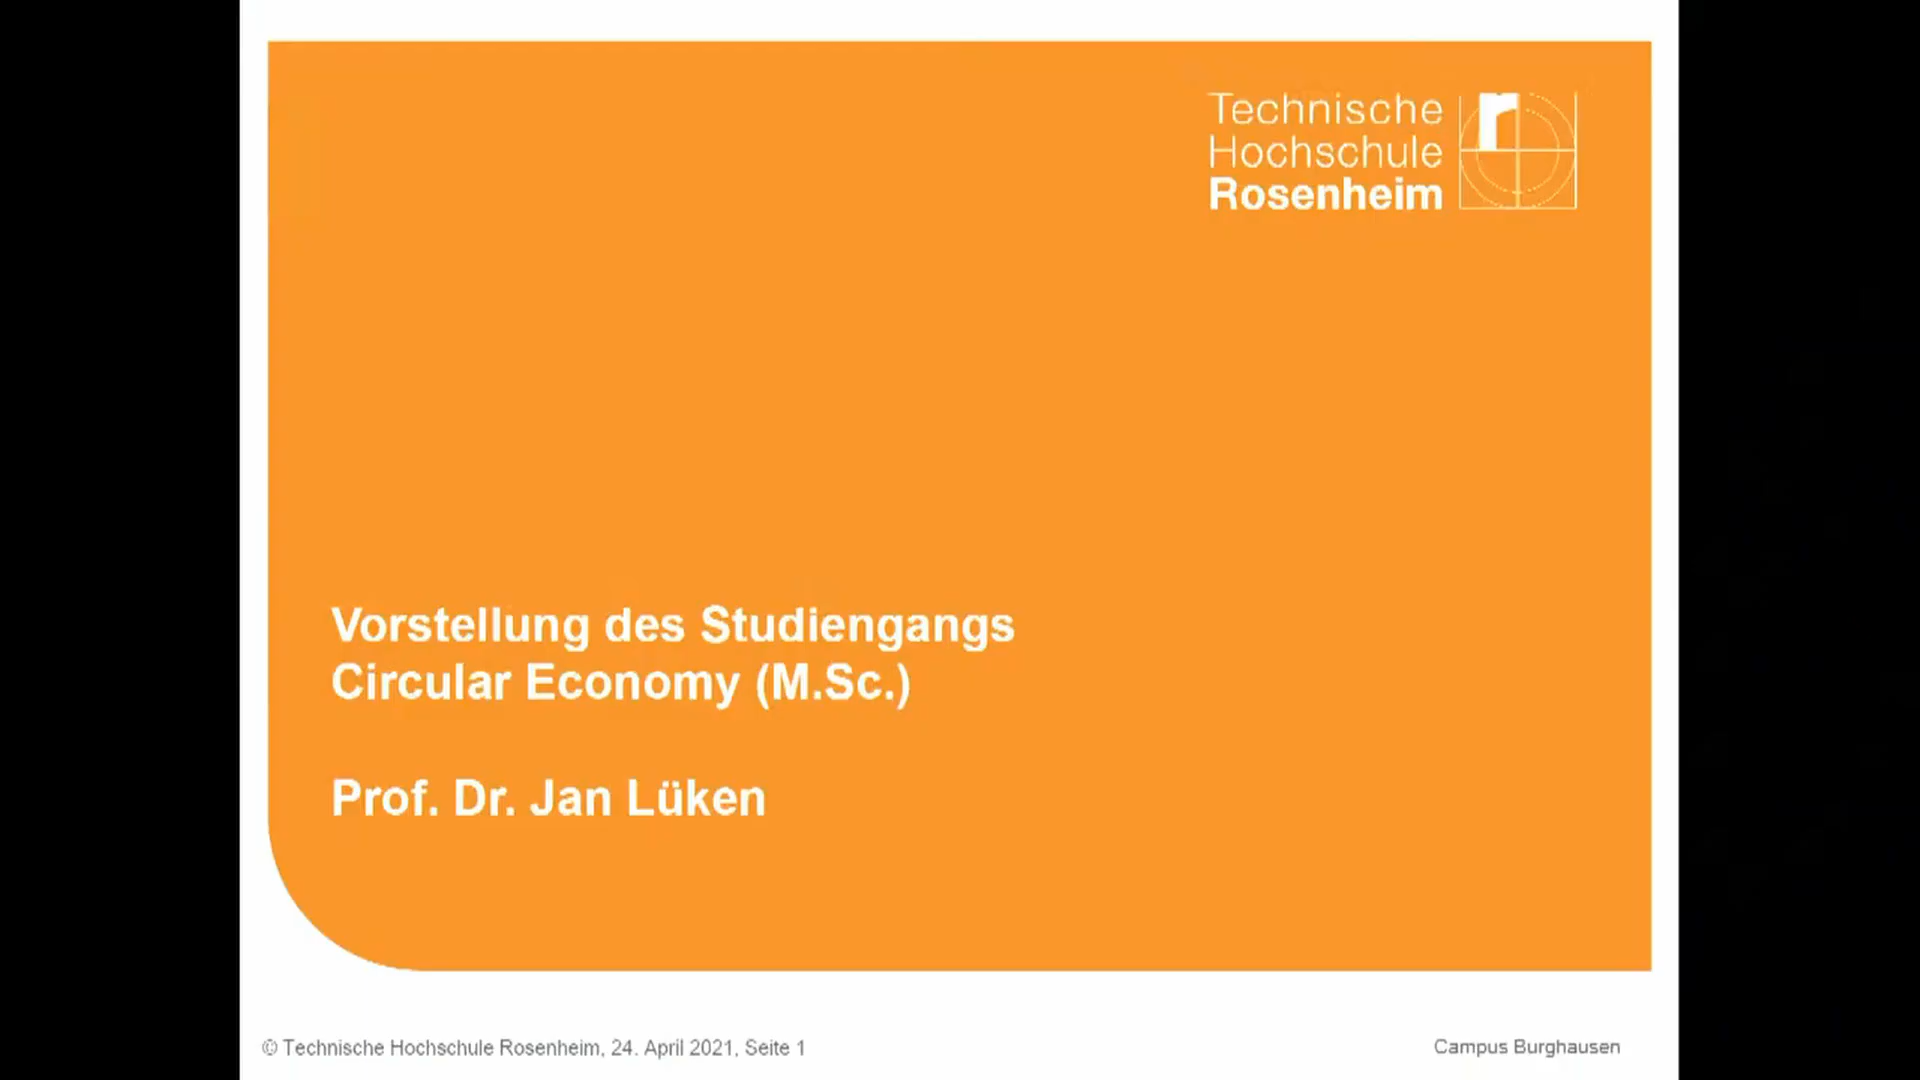 Technische
Hochschule
Rosenheim
Vorstellung des Studiengangs
Circular Economy (M.Sc.)
Prof. Dr. Jan Lüken
© Technische Hochschule Rosenheim, 24. April 2021, Seite 1
Campus Burghausen